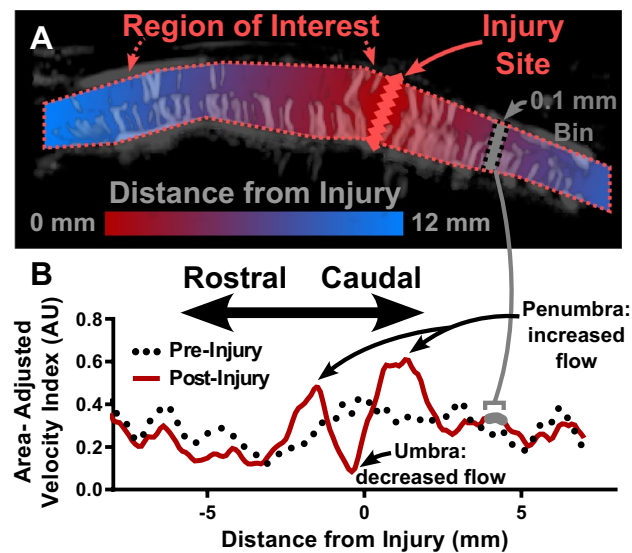 A
Region of Interest
Injury
Site
0.1 mm
Bin
Distance from Injury
0 mm
12 mm
B
Rostral
Caudal
Penumbra:
increased
flow
Pre-Injury
Post-Injury
Umbra:
decreased flow
Area- Adjusted
Velocity Index (AU)
0.8
0.6
0.4
0.2
0.0
-5
0
5
Distance from Injury (mm)